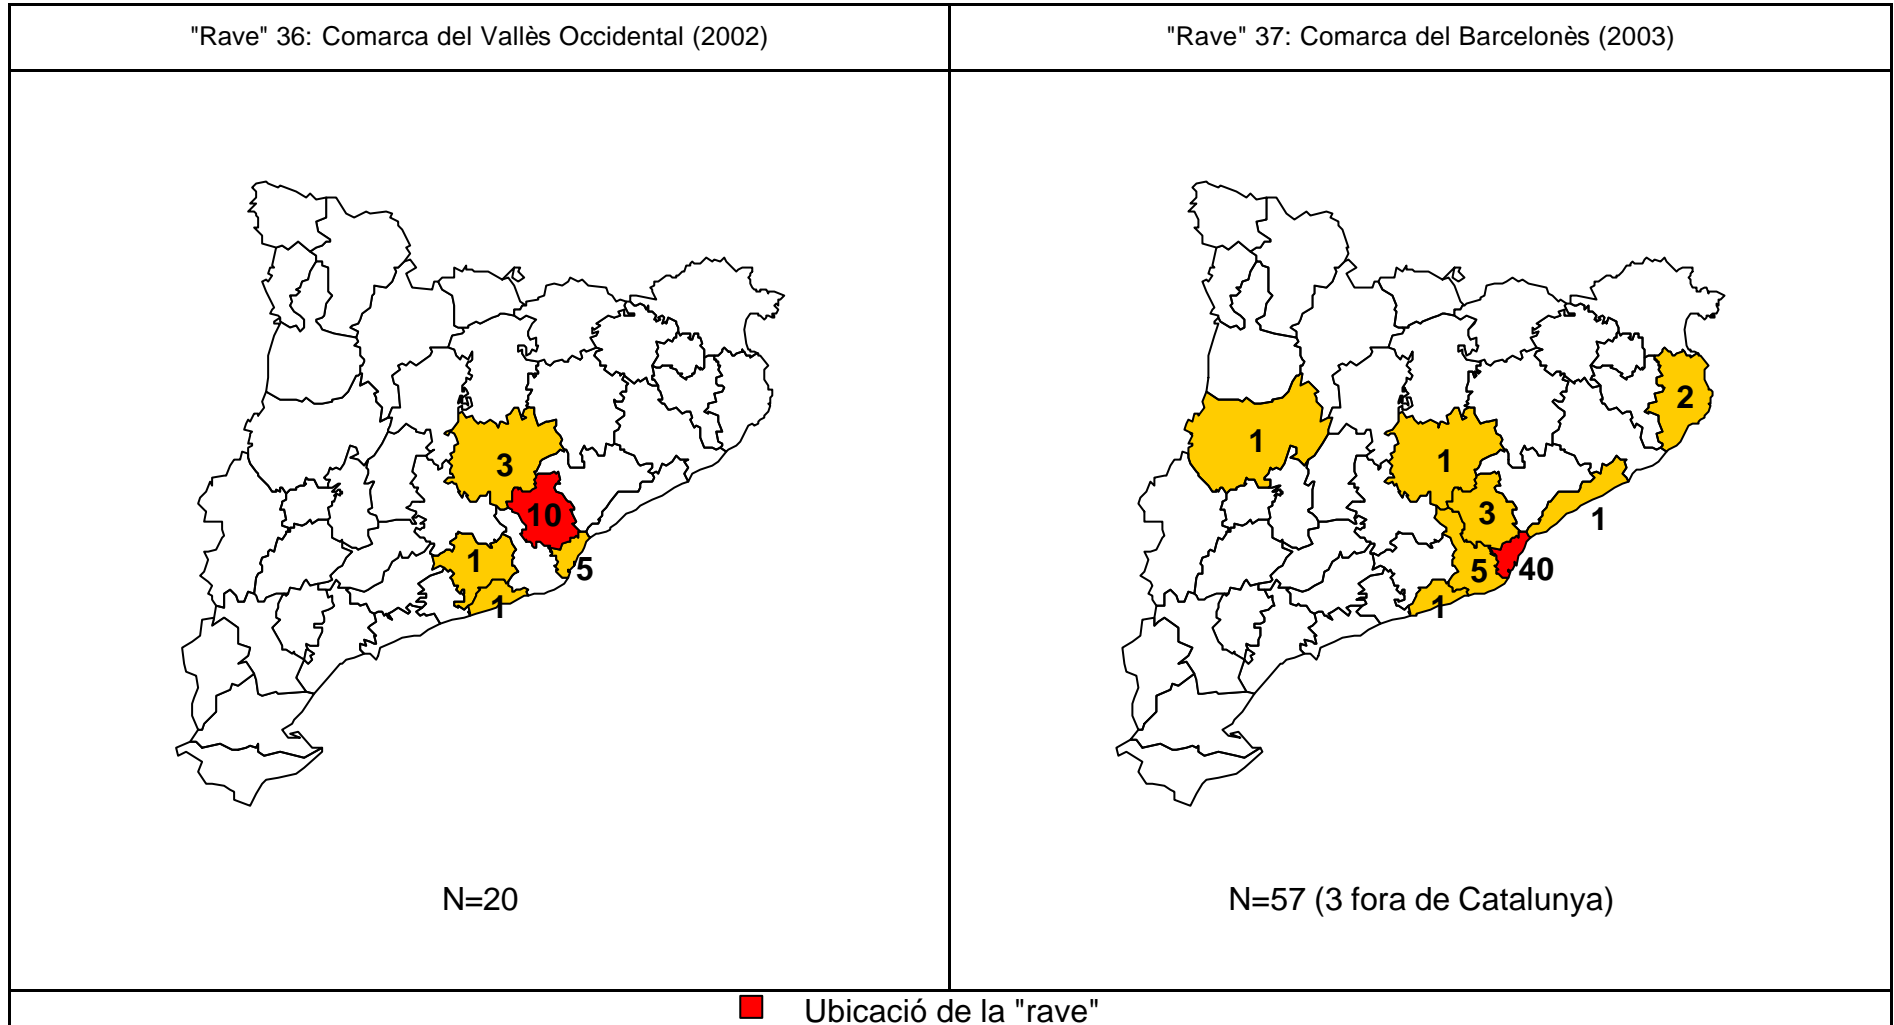 "Rave" 36: Comarca del Vallès Occidental (2002)
"Rave" 37: Comarca del Barcelonès (2003)
3
10
1
5
1
N=20
2
1
1
3
1
5
40
1
N=57 (3 fora de Catalunya)
Ubicació de la "rave"